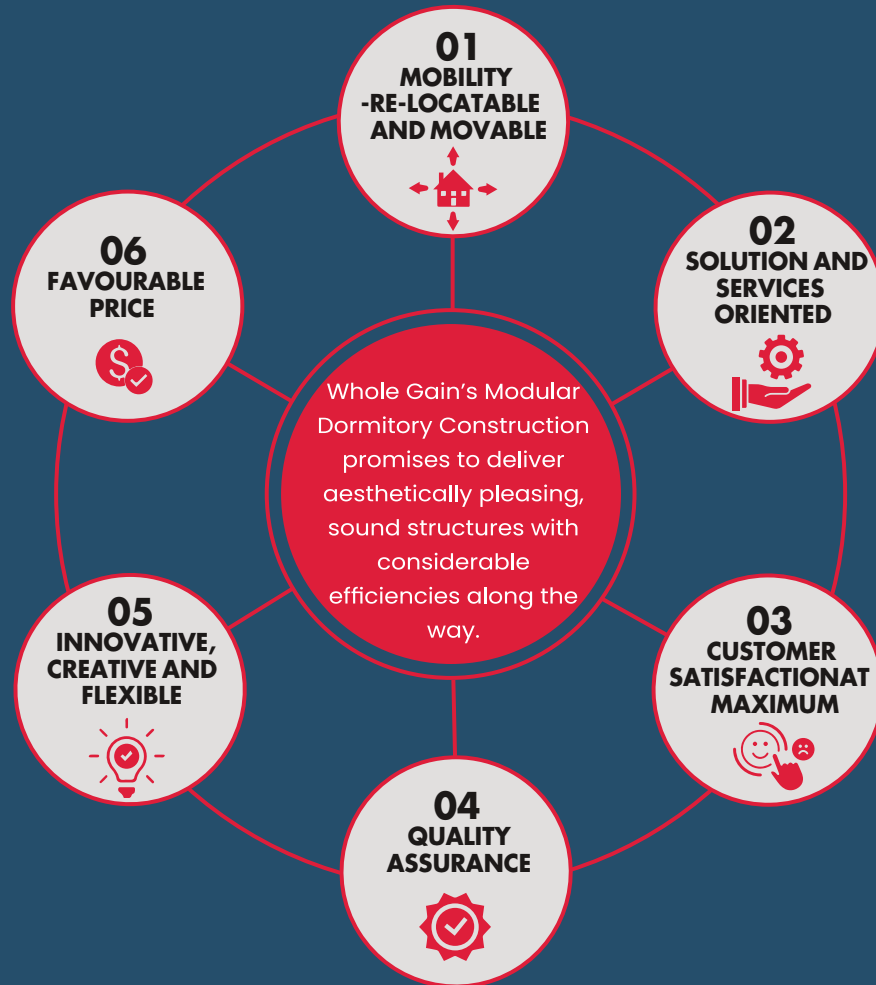 01
MOBILITY
-RE-LOCATABLE
AND MOVABLE
02
SOLUTION AND
SERVICES
ORIENTED
03
CUSTOMER
SATISFACTIONAT
MAXIMUM
04
QUALITY
ASSURANCE
05
INNOVATIVE,
CREATIVE AND
FLEXIBLE
06
FAVOURABLE
PRICE
$
Whole Gain’s Modular
Dormitory Construction
promises to deliver
aesthetically pleasing,
sound structures with
considerable
efficiencies along the
way.